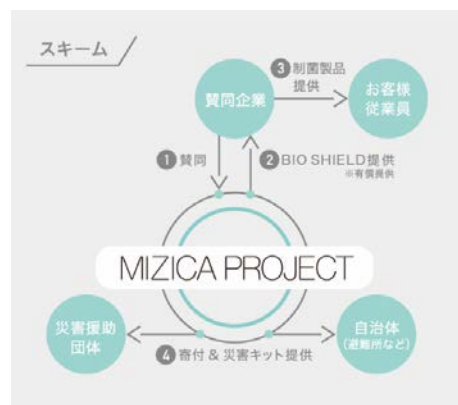 スキーム
③制菌製品
提供
賛同企業
お客様
従業員
①賛同
②BIO SHIELD提供
※有償提供
MIZICA PROJECT
災害援助
団体
自治体
(避難所など)
④寄付 & 災害キット提供